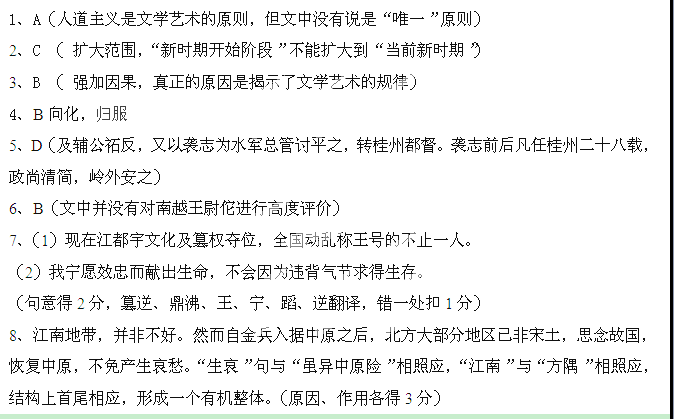 1、A（人道主义是文学艺术的原则，但文中没有说是“唯一”原则）
2、C （ 扩大范围，“新时期开始阶段”不能扩大到“当前新时期”）
3、B （ 强加因果，真正的原因是揭示了文学艺术的规律）
4、B 向化，归服
5、D（及辅公祏反，又以袭志为水军总管讨平之，转桂州都督。袭志前后凡任桂州二十八载，
政尚清简，岭外安之）
6、B（文中并没有对南越王尉佗进行高度评价）
7、（1）现在江都宇文化及篡权夺位，全国动乱称王号的不止一人。
（2）我宁愿效忠而献出生命，不会因为违背气节求得生存。
（句意得 2 分，篡逆、鼎沸、王、宁、蹈、逆翻译，错一处扣 1 分）
8、江南地带，并非不好。然而自金兵入据中原之后，北方大部分地区已非宋土，思念故国，
恢复中原，不免产生哀愁。“生哀”句与“虽异中原险”相照应，“江南”与“方隅”相照应，
结构上首尾相应，形成一个有机整体。（原因、作用各得 3 分）